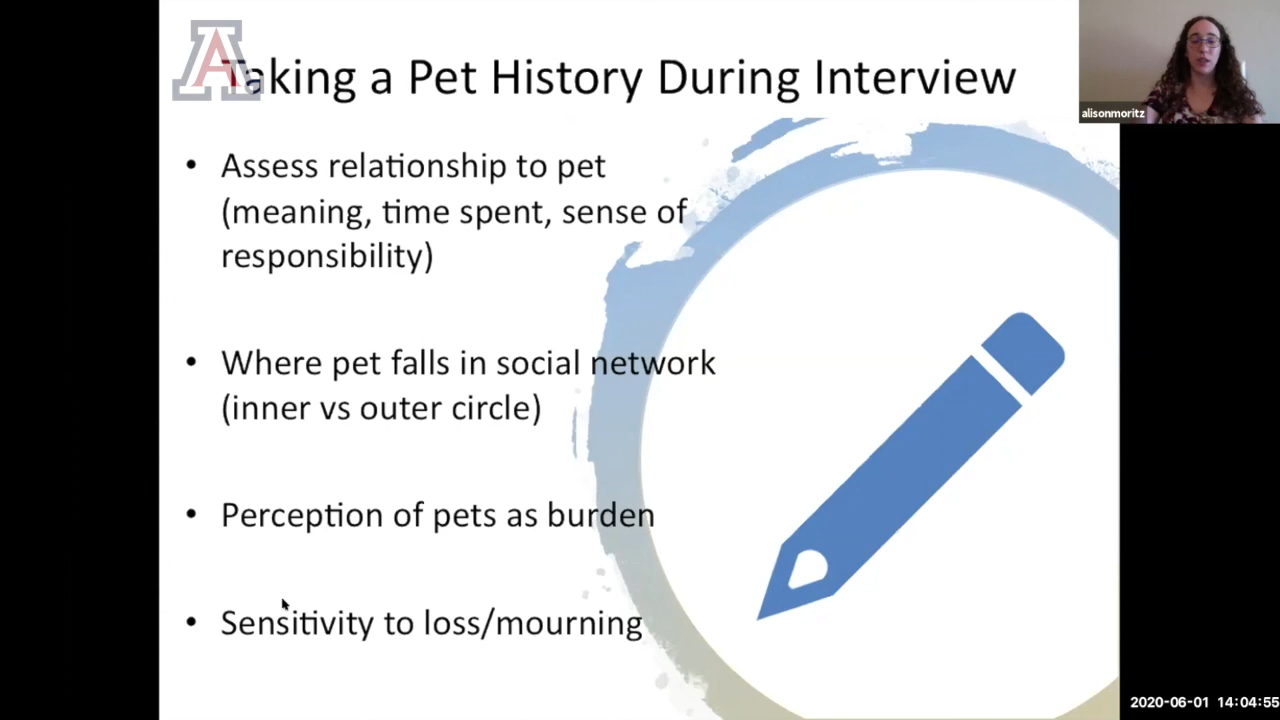 Taking a Pet History During Interview
alisonmoritz
• Assess relationship to pet
(meaning, time spent, sense of
responsibility)
• Where pet falls in social network
(inner vs outer circle)
• Perception of pets as burden
• Sensitivity to loss/mourning
A
2020-06-01 14:04:55